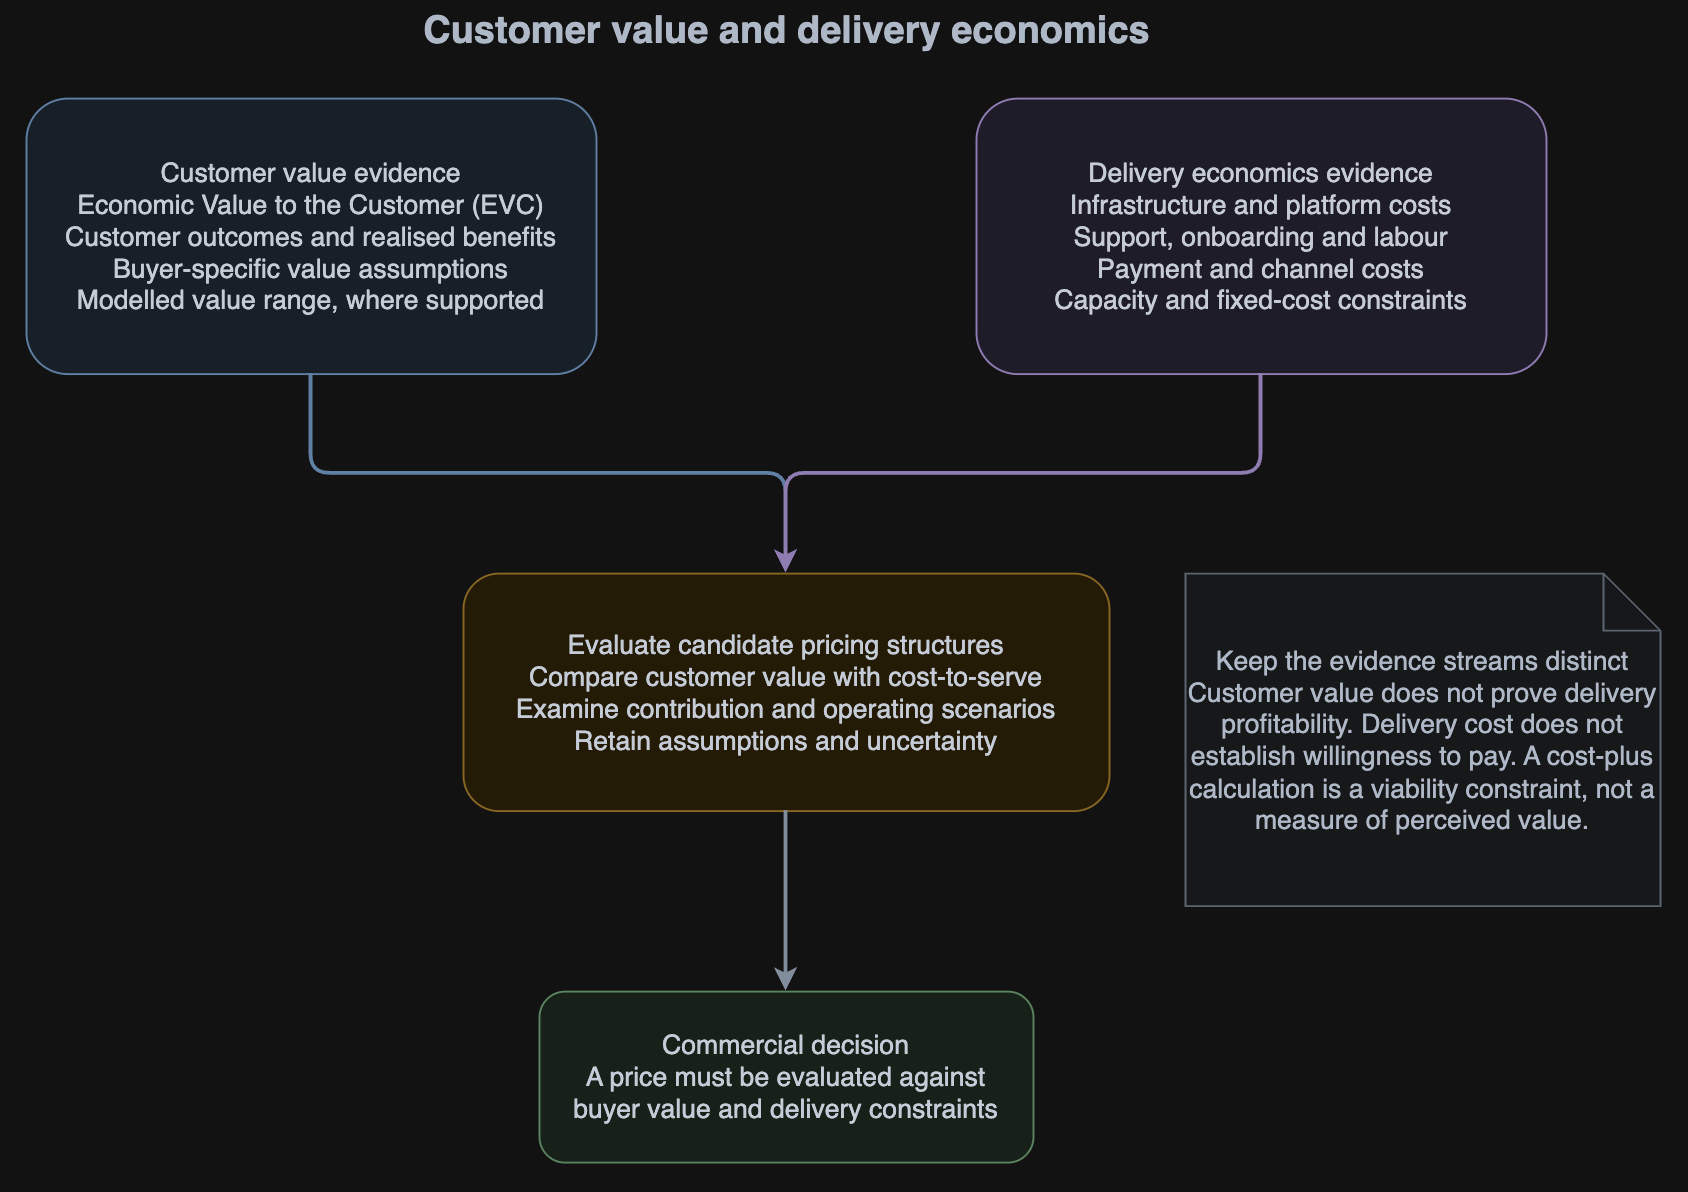 Customer value and delivery economics
Customer value evidence
Economic Value to the Customer (EVC)
Customer outcomes and realised benefits
Buyer-specific value assumptions
Modelled value range, where supported
Delivery economics evidence
Infrastructure and platform costs
Support, onboarding and labour
Payment and channel costs
Capacity and fixed-cost constraints
Evaluate candidate pricing structures
Compare customer value with cost-to-serve
Examine contribution and operating scenarios
Retain assumptions and uncertainty
Keep the evidence streams distinct
Customer value does not prove delivery
profitability. Delivery cost does not
establish willingness to pay. A cost-plus
calculation is a viability constraint, not a
measure of perceived value.
Commercial decision
A price must be evaluated against
buyer value and delivery constraints